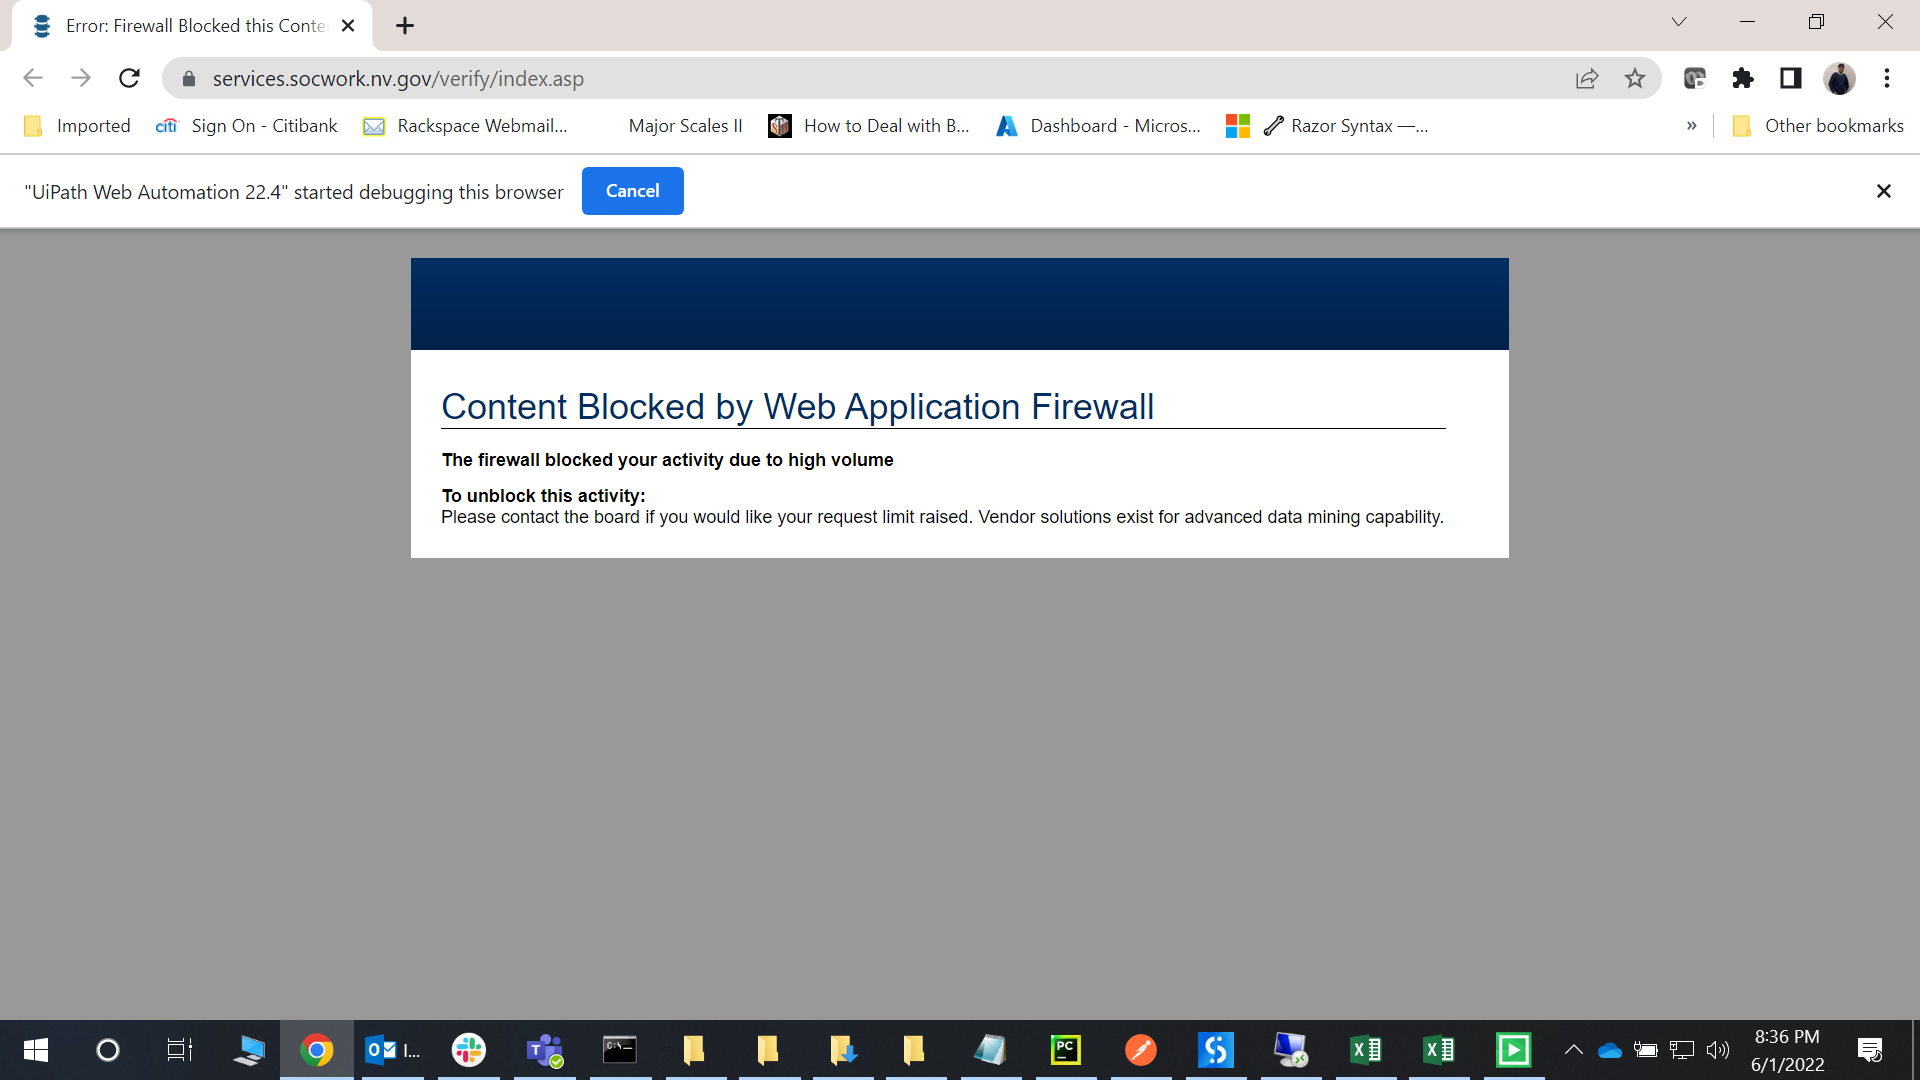 Error: Firewall Blocked this Conte
services.socwork.nv.gov/verify/index.asp
Imported
citi Sign On - Citibank
Rackspace Webmail...
Major Scales II
How to Deal with B...
Dashboard - Micros...
Razor Syntax —...
»
Other bookmarks
"UiPath Web Automation 22.4" started debugging this browser
Cancel
Content Blocked by Web Application Firewall
The firewall blocked your activity due to high volume
To unblock this activity:
Please contact the board if you would like your request limit raised. Vendor solutions exist for advanced data mining capability.
I...
PC
8:36 PM
6/1/2022